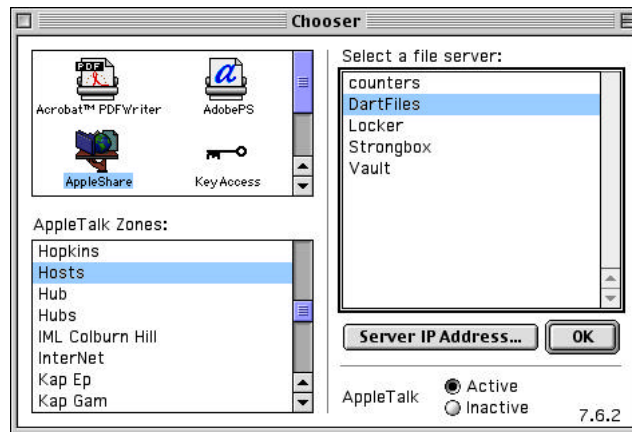 Chooser
PDF
Acrobat™ PDFWriter
a
AdobePS
AppleShare
KeyAccess
AppleTalk Zones:
Hopkins
Hosts
Hub
Hubs
IML Colburn Hill
InterNet
Kap Ep
Kap Gam
Select a file server:
counters
DartFiles
Locker
Strongbox
Vault
Server IP Address...
OK
AppleTalk
Active
Inactive
7.6.2